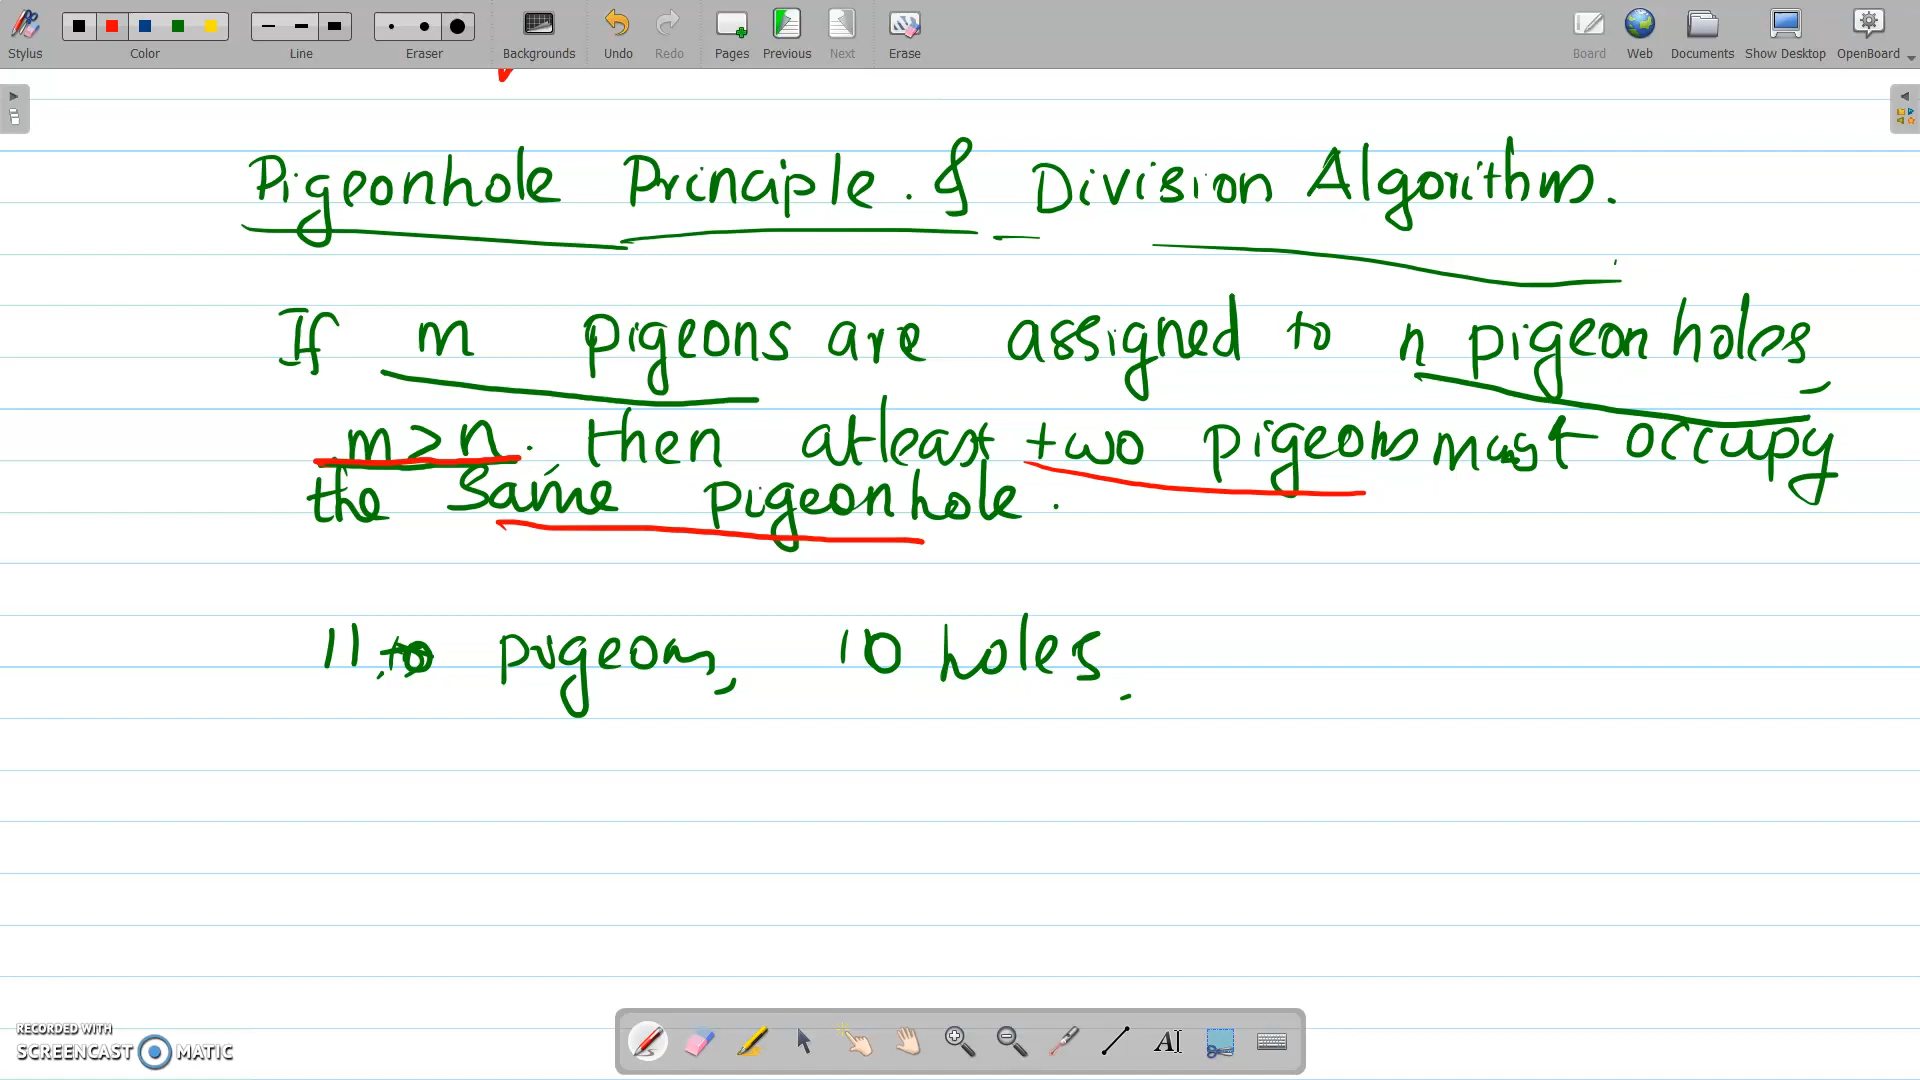 Stylus Color Line Eraser Backgrounds Undo Redo Pages Previous Next Erase Board Web Documents Show Desktop OpenBoard
Pigeonhole Principle. & Division Algorithm.
If m pigeons are assigned to n pigeonholes,
m>n. then atleast two pigeons must occupy
the same pigeonhole.
11 pigeons, 10 holes.
RECORDED WITH
SCREENCAST MATIC